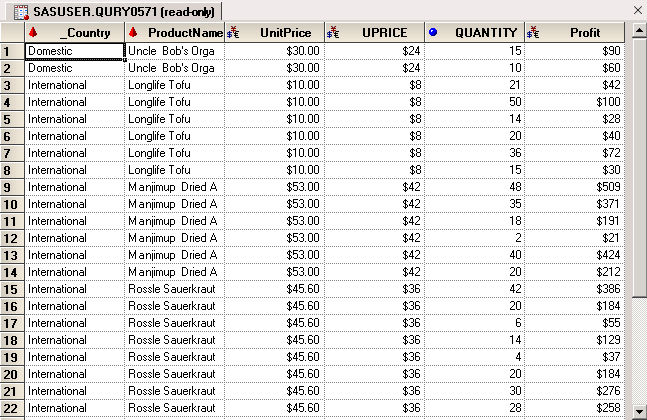 SASUSER.QURY0571 (read-only)
_Country ProductName UnitPrice UPRICE QUANTITY Profit
1 Domestic Uncle Bob's Orga $30.00 $24 15 $90
2 Domestic Uncle Bob's Orga $30.00 $24 10 $60
3 International Longlife Tofu $10.00 $8 21 $42
4 International Longlife Tofu $10.00 $8 50 $100
5 International Longlife Tofu $10.00 $8 14 $28
6 International Longlife Tofu $10.00 $8 20 $40
7 International Longlife Tofu $10.00 $8 36 $72
8 International Longlife Tofu $10.00 $8 15 $30
9 International Manjimup Dried A $53.00 $42 48 $509
10 International Manjimup Dried A $53.00 $42 35 $371
11 International Manjimup Dried A $53.00 $42 18 $191
12 International Manjimup Dried A $53.00 $42 2 $21
13 International Manjimup Dried A $53.00 $42 40 $424
14 International Manjimup Dried A $53.00 $42 20 $212
15 International Rossle Sauerkraut $45.60 $36 42 $386
16 International Rossle Sauerkraut $45.60 $36 20 $184
17 International Rossle Sauerkraut $45.60 $36 6 $55
18 International Rossle Sauerkraut $45.60 $36 14 $129
19 International Rossle Sauerkraut $45.60 $36 4 $37
20 International Rossle Sauerkraut $45.60 $36 20 $184
21 International Rossle Sauerkraut $45.60 $36 30 $276
22 International Rossle Sauerkraut $45.60 $36 28 $258